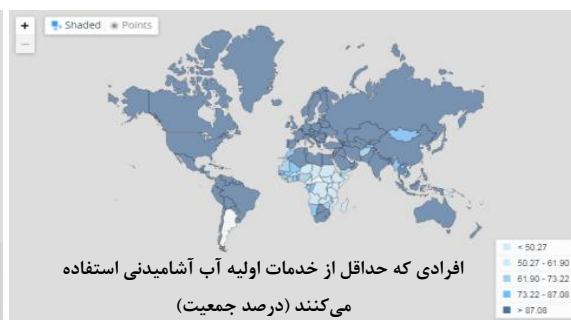 +
Shaded Points
−
افرادی که حداقل از خدمات اولیه آب آشامیدنی استفاده
می‌کنند (درصد جمعیت)
< 50.27
50.27 - 61.90
61.90 - 73.22
73.22 - 87.08
> 87.08